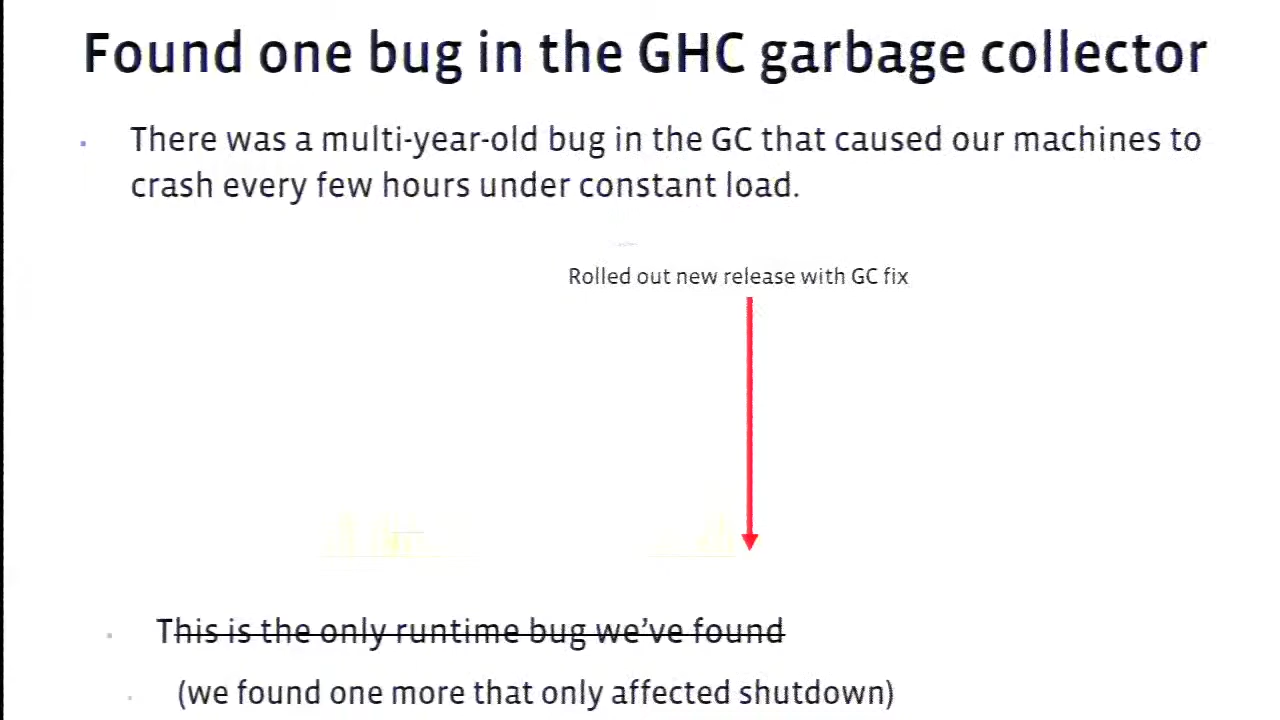 Found one bug in the GHC garbage collector
There was a multi-year-old bug in the GC that caused our machines to
crash every few hours under constant load.
Rolled out new release with GC fix
This is the only runtime bug we've found
(we found one more that only affected shutdown)